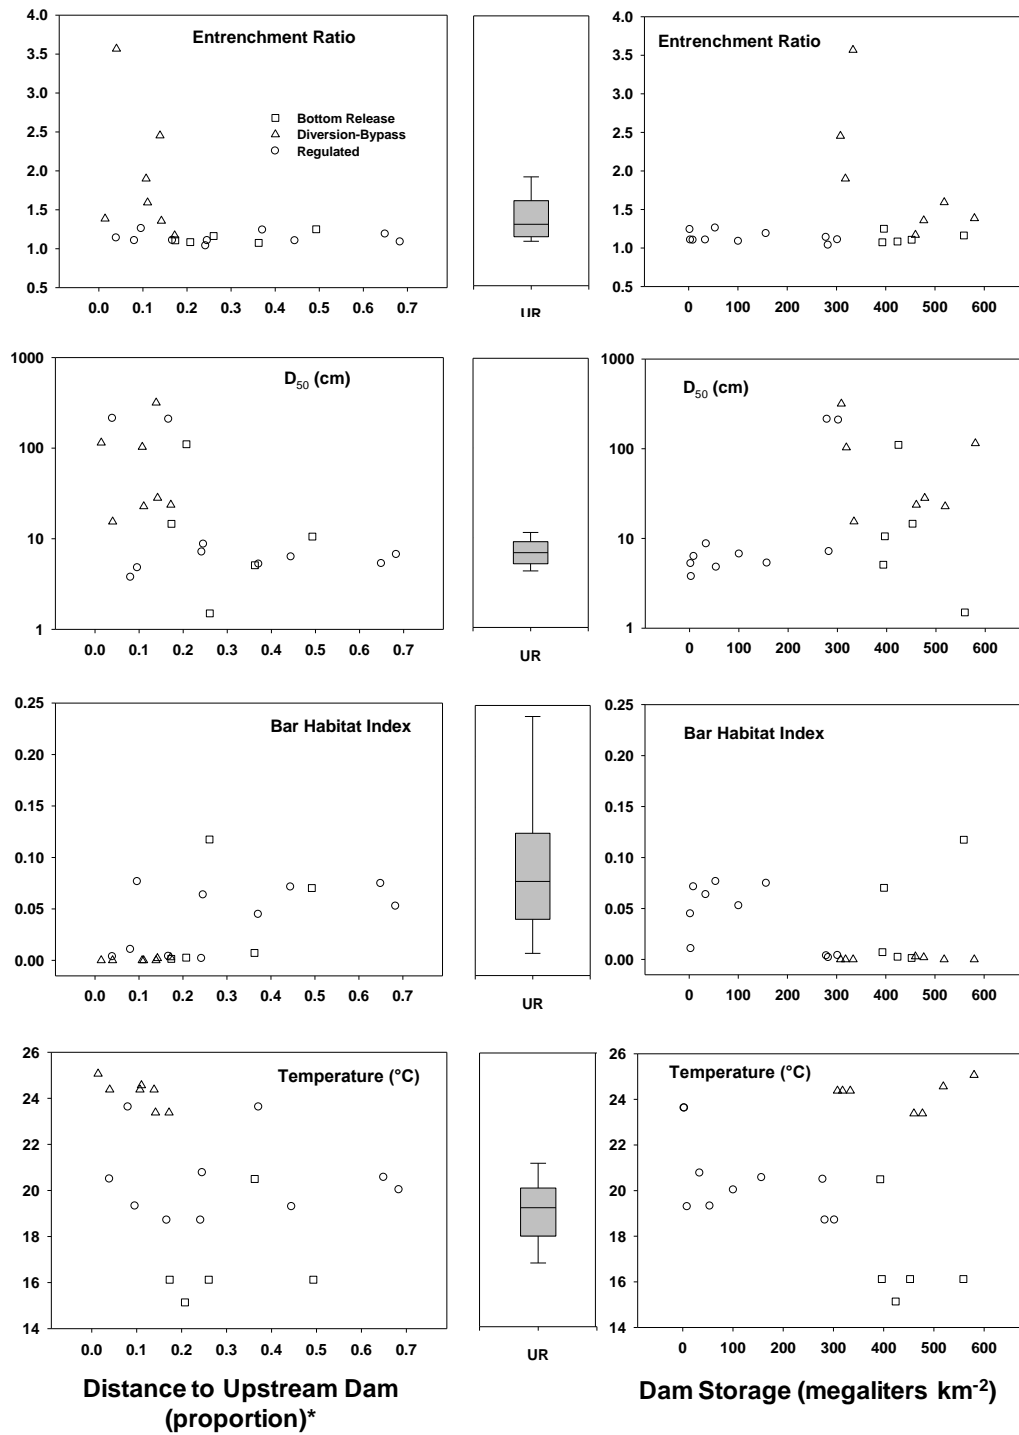 Entrenchment Ratio
4.0
3.5
3.0
2.5
2.0
1.5
1.0
0.5
Bottom Release
Diversion-Bypass
Regulated
0.0 0.1 0.2 0.3 0.4 0.5 0.6 0.7
UR
Entrenchment Ratio
4.0
3.5
3.0
2.5
2.0
1.5
1.0
0.5
0 100 200 300 400 500 600
D50 (cm)
1000
100
10
1
0.0 0.1 0.2 0.3 0.4 0.5 0.6 0.7
UR
D50 (cm)
1000
100
10
1
0 100 200 300 400 500 600
Bar Habitat Index
0.25
0.20
0.15
0.10
0.05
0.00
0.0 0.1 0.2 0.3 0.4 0.5 0.6 0.7
UR
Bar Habitat Index
0.25
0.20
0.15
0.10
0.05
0.00
0 100 200 300 400 500 600
Temperature (°C)
26
24
22
20
18
16
14
0.0 0.1 0.2 0.3 0.4 0.5 0.6 0.7
UR
Temperature (°C)
26
24
22
20
18
16
14
0 100 200 300 400 500 600
Distance to Upstream Dam
(proportion)*
Dam Storage (megaliters km-2)